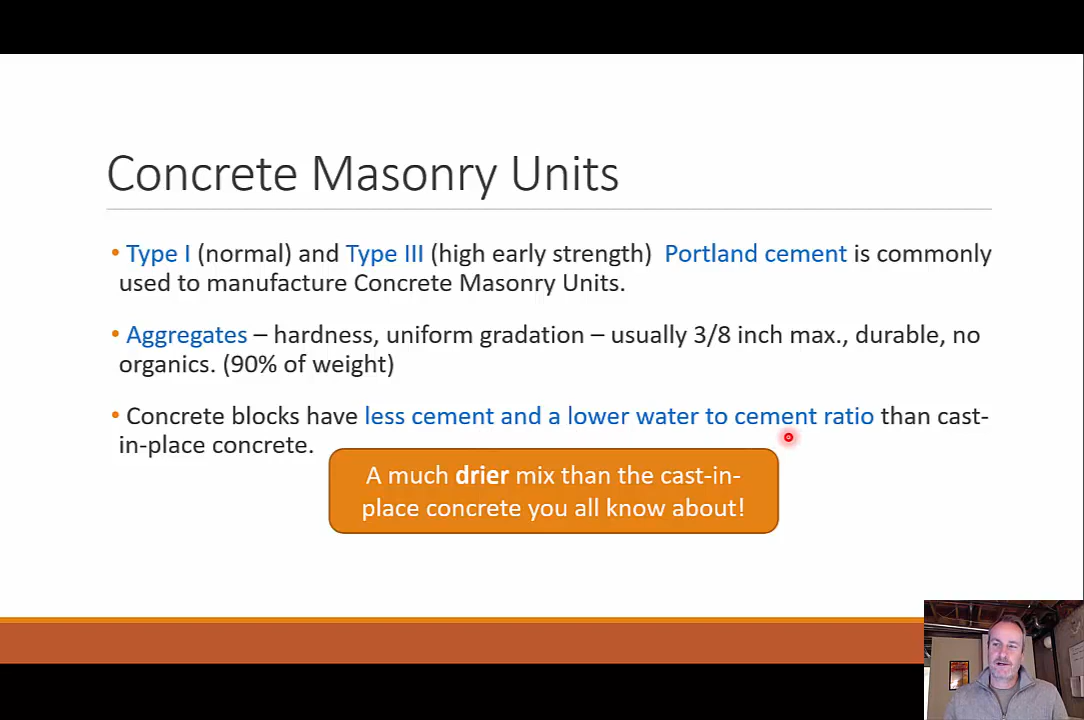 Concrete Masonry Units
• Type I (normal) and Type III (high early strength)  Portland cement is commonly
used to manufacture Concrete Masonry Units.
• Aggregates – hardness, uniform gradation – usually 3/8 inch max., durable, no
organics. (90% of weight)
• Concrete blocks have less cement and a lower water to cement ratio than cast-
in-place concrete.
A much drier mix than the cast-in-
place concrete you all know about!